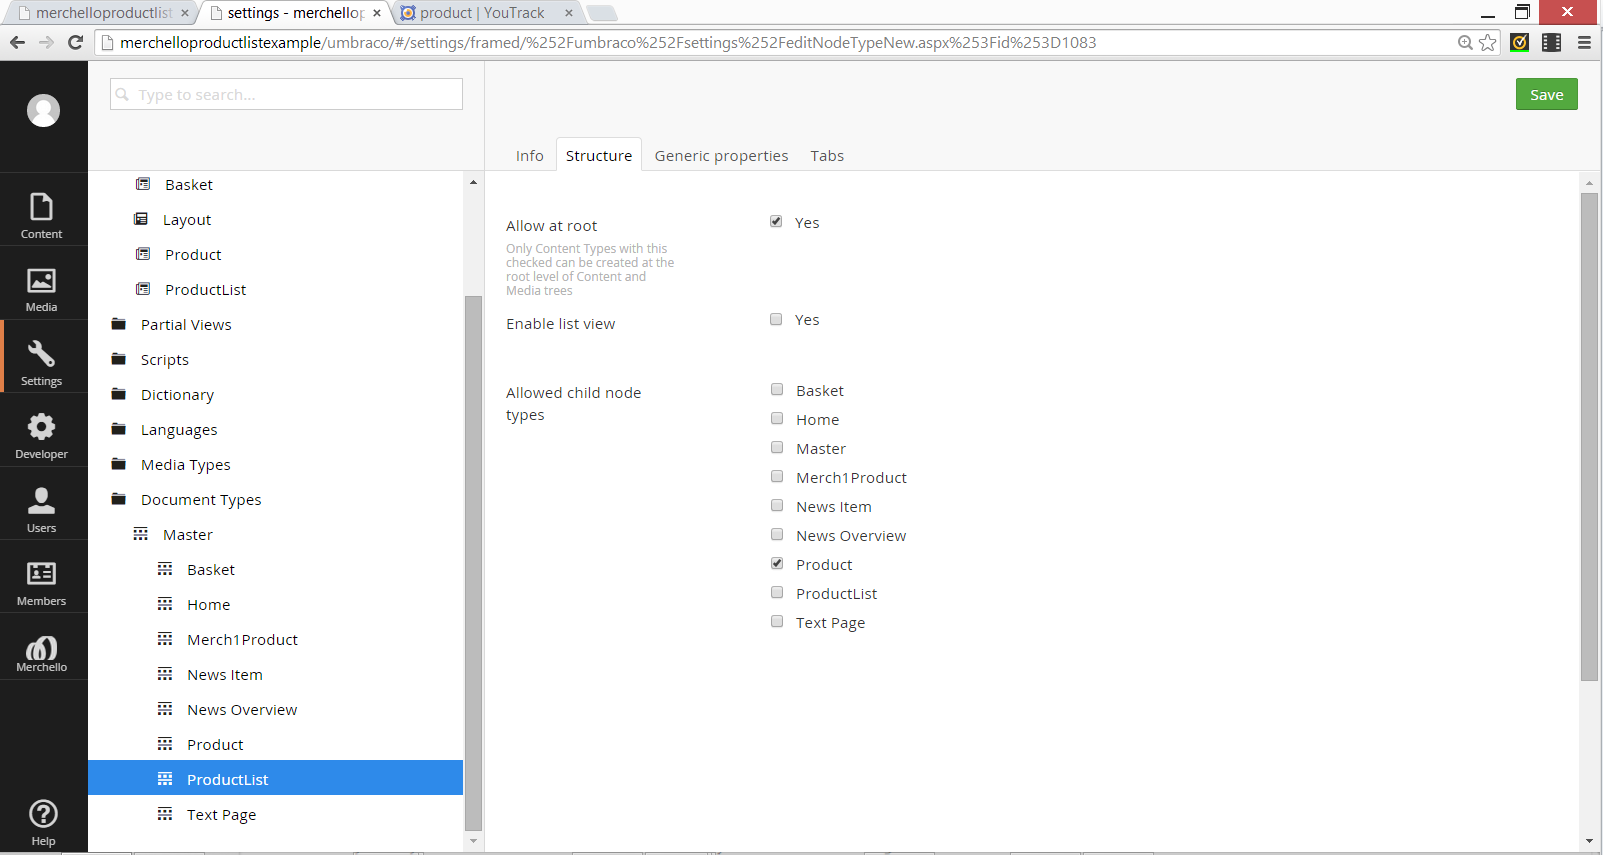 merchelloproductlist
settings - merchellop
product | YouTrack
merchelloproductlistexample/umbraco/#/settings/framed/%252Fumbraco%252Fsettings%252FeditNodeTypeNew.aspx%253Fid%253D1083
Type to search...
Save
Info
Structure
Generic properties
Tabs
Content
Media
Settings
Developer
Users
Members
Merchello
Help
Basket
Layout
Product
ProductList
Partial Views
Scripts
Dictionary
Languages
Media Types
Document Types
Master
Basket
Home
Merch1Product
News Item
News Overview
Product
ProductList
Text Page
Allow at root
Only Content Types with this
checked can be created at the
root level of Content and
Media trees
Yes
Enable list view
Yes
Allowed child node
types
Basket
Home
Master
Merch1Product
News Item
News Overview
Product
ProductList
Text Page